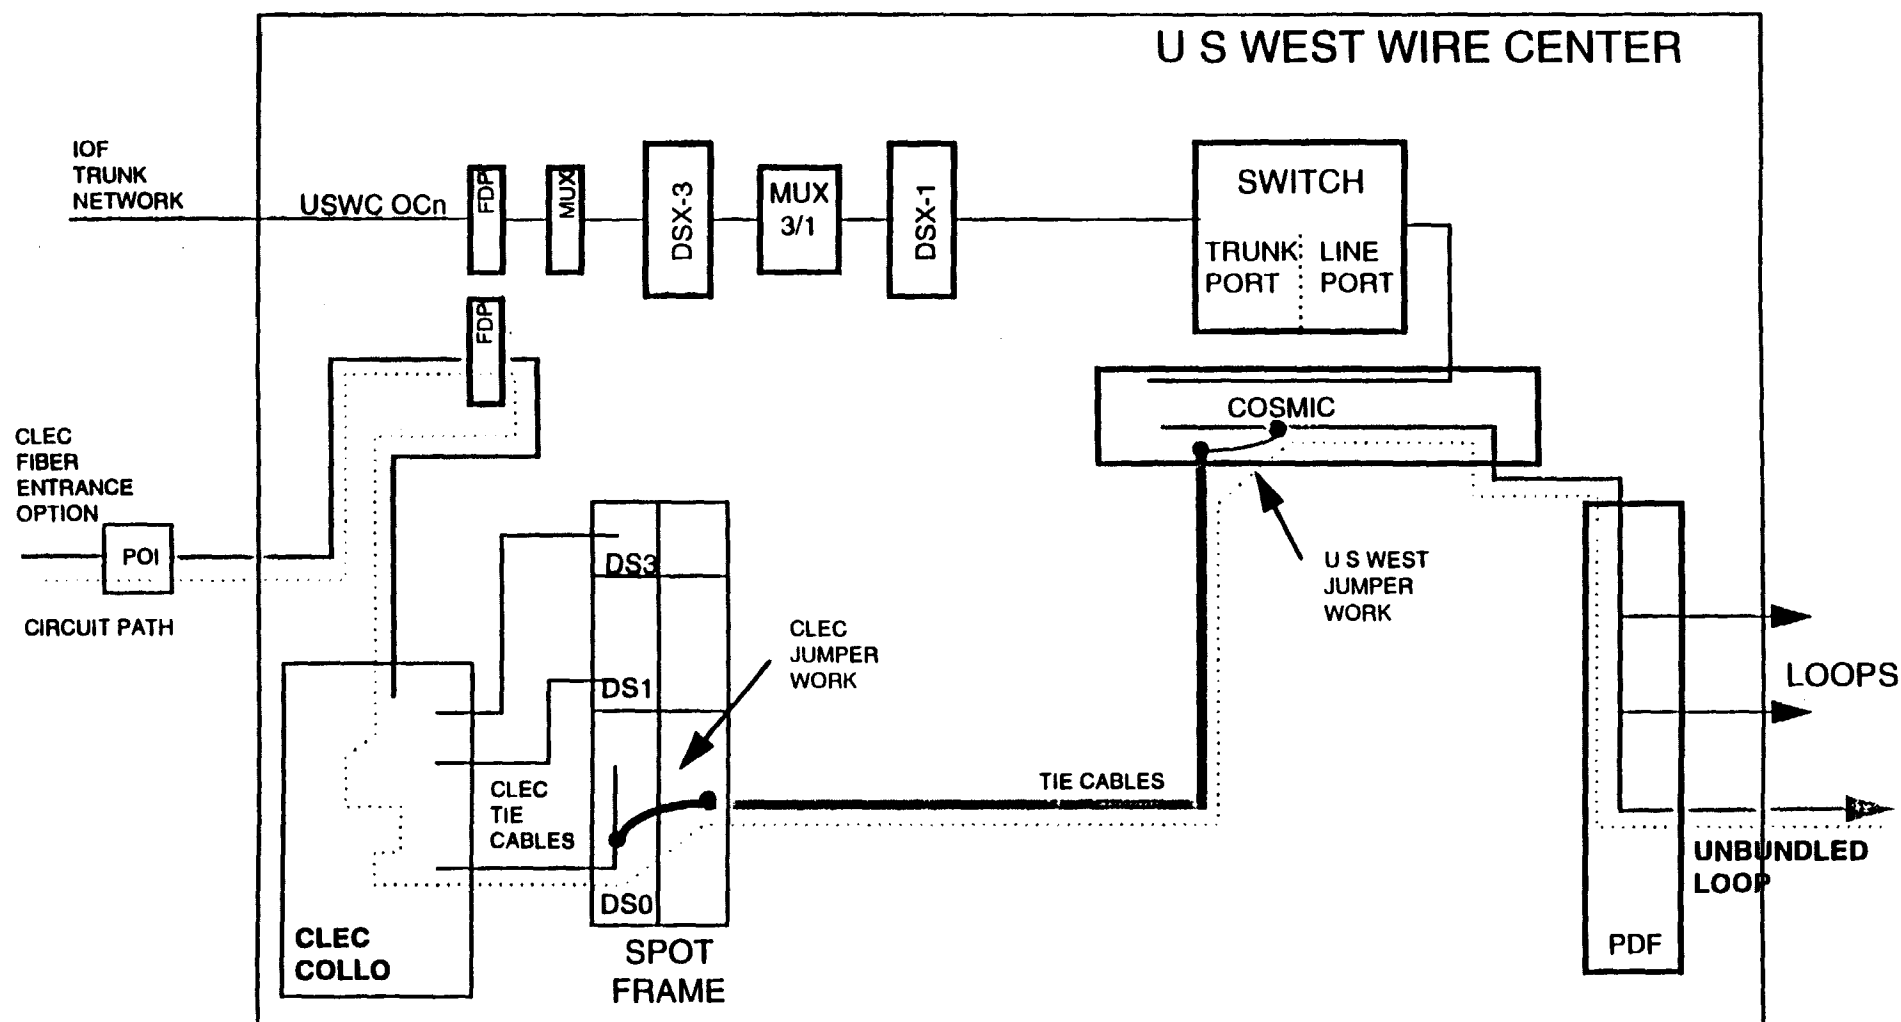 U S WEST WIRE CENTER
IOF
TRUNK
NETWORK
USWC OCn
FDP
MUX
DSX-3
MUX
3/1
DSX-1
SWITCH
TRUNK
PORT
LINE
PORT
FDP
COSMIC
CLEC
FIBER
ENTRANCE
OPTION
POI
CIRCUIT PATH
U S WEST
JUMPER
WORK
DS3
DS1
DS0
CLEC
JUMPER
WORK
CLEC
TIE
CABLES
TIE CABLES
LOOPS
UNBUNDLED
LOOP
PDF
CLEC
COLLO
SPOT
FRAME